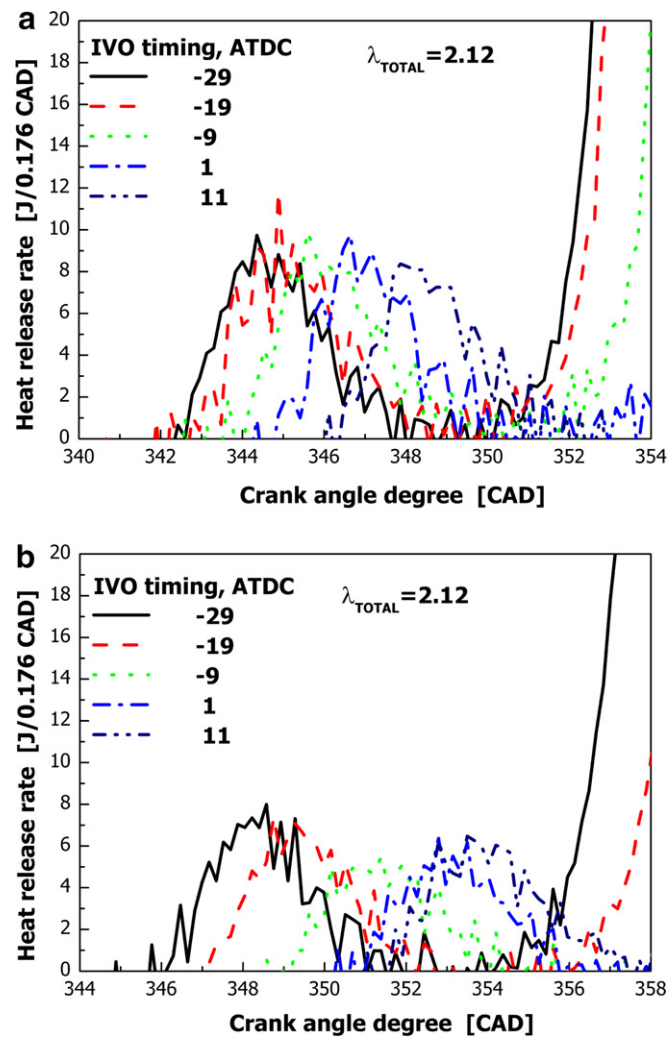 a
20
18
16
14
12
10
8
6
4
2
0
Heat release rate [J/0.176 CAD]
IVO timing, ATDC
λTOTAL=2.12
-29
-19
-9
1
11
340 342 344 346 348 350 352 354
Crank angle degree [CAD]
b
20
18
16
14
12
10
8
6
4
2
0
Heat release rate [J/0.176 CAD]
IVO timing, ATDC
λTOTAL=2.12
-29
-19
-9
1
11
344 346 348 350 352 354 356 358
Crank angle degree [CAD]